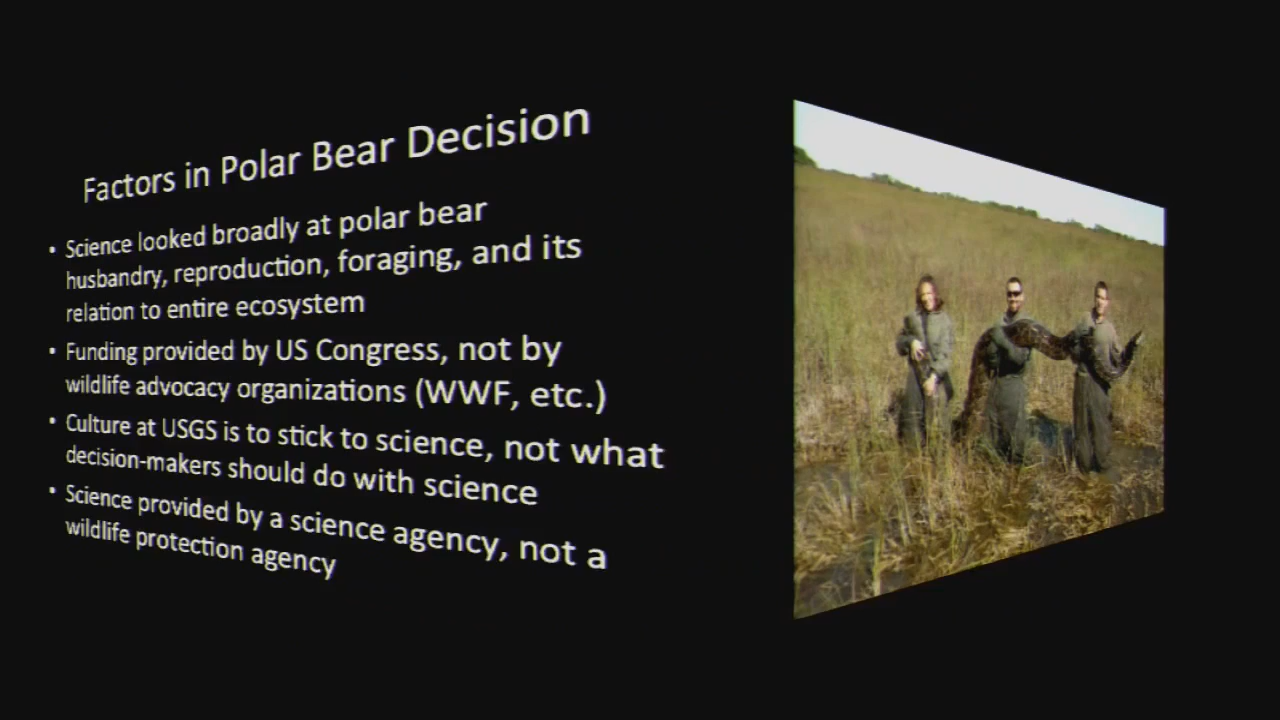 Factors in Polar Bear Decision
• Science looked broadly at polar bear
husbandry, reproduction, foraging, and its
relation to entire ecosystem
• Funding provided by US Congress, not by
wildlife advocacy organizations (WWF, etc.)
• Culture at USGS is to stick to science, not what
decision-makers should do with science
• Science provided by a science agency, not a
wildlife protection agency